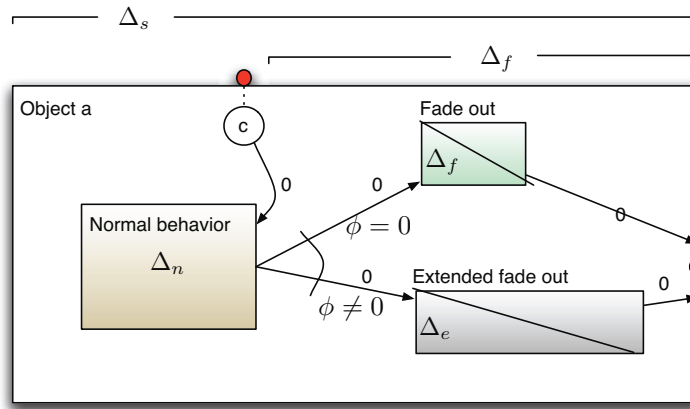 Δs
Δf
Object a
c
Fade out
Δf
0
0
0
Normal behavior
Δn
ϕ = 0
0
Extended fade out
0
ϕ ≠ 0
Δe